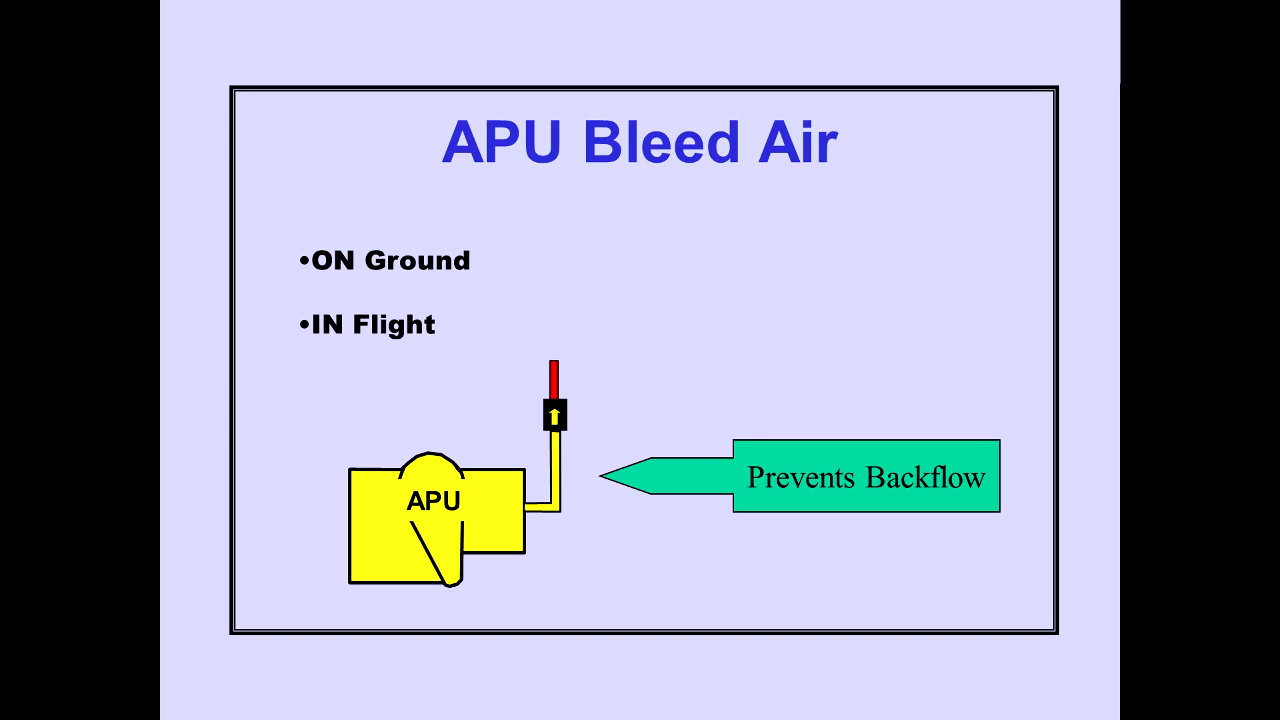 APU Bleed Air
•ON Ground
•IN Flight
APU
Prevents Backflow